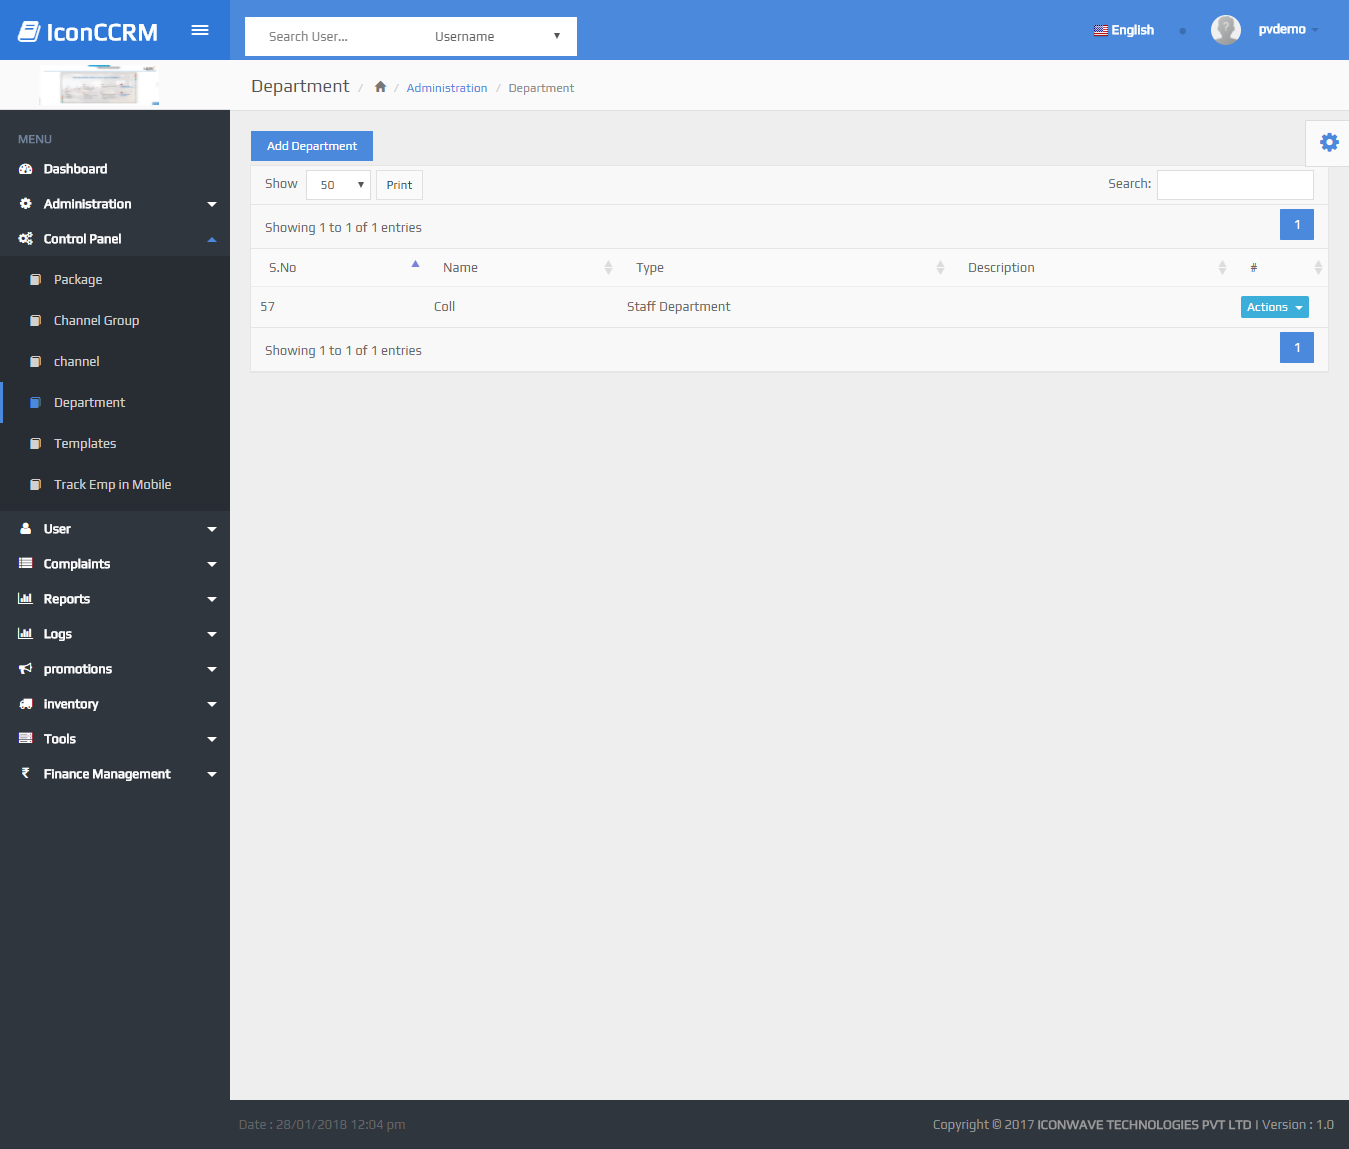 IconCCRM
Search User...
Username
English
pvdemo
Department / / Administration / Department
MENU
Dashboard
Administration
Control Panel
Package
Channel Group
channel
Department
Templates
Track Emp in Mobile
User
Complaints
Reports
Logs
promotions
inventory
Tools
Finance Management
Add Department
Show 50 Print
Search:
Showing 1 to 1 of 1 entries
1
S.No Name Type Description #
57 Coll Staff Department Actions
Showing 1 to 1 of 1 entries
1
Date : 28/01/2018 12:04 pm
Copyright © 2017 ICONWAVE TECHNOLOGIES PVT LTD | Version : 1.0